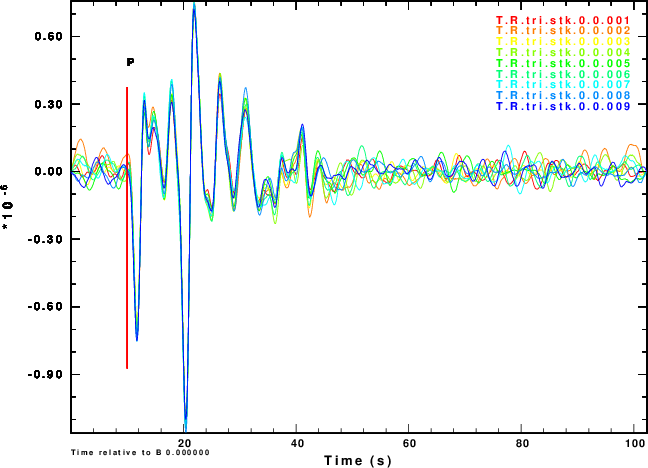 T.R.tri.stk.0.0.001
T.R.tri.stk.0.0.002
T.R.tri.stk.0.0.003
T.R.tri.stk.0.0.004
T.R.tri.stk.0.0.005
T.R.tri.stk.0.0.006
T.R.tri.stk.0.0.007
T.R.tri.stk.0.0.008
T.R.tri.stk.0.0.009
P
0.60
0.30
0.00
-0.30
-0.60
-0.90
*10 -6
20 40 60 80 100
Time relative to B 0.000000
Time (s)